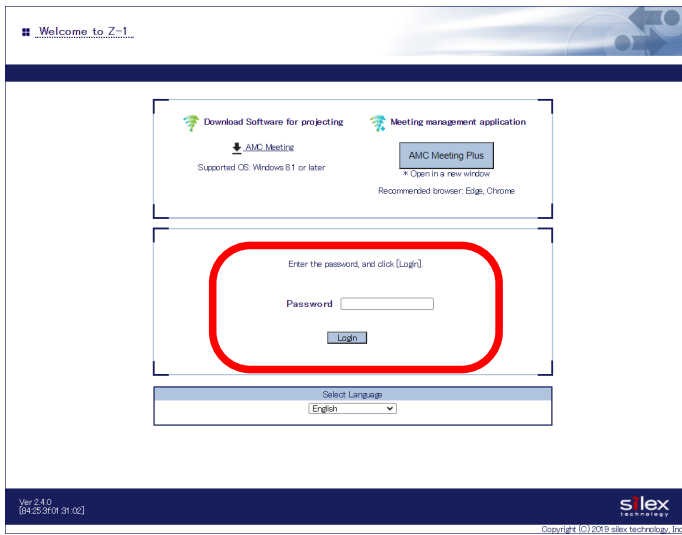 Welcome to Z-1
Download Software for projecting
AMC Meeting
Supported OS: Windows 8.1 or later
Meeting management application
AMC Meeting Plus
* Open in a new window
Recommended browser: Edge, Chrome
Enter the password, and click [Login].
Password
Login
Select Language
English
Ver 2.4.0
[84:25:3f:01:31:02]
silex
technology
Copyright (C) 2019 silex technology, Inc